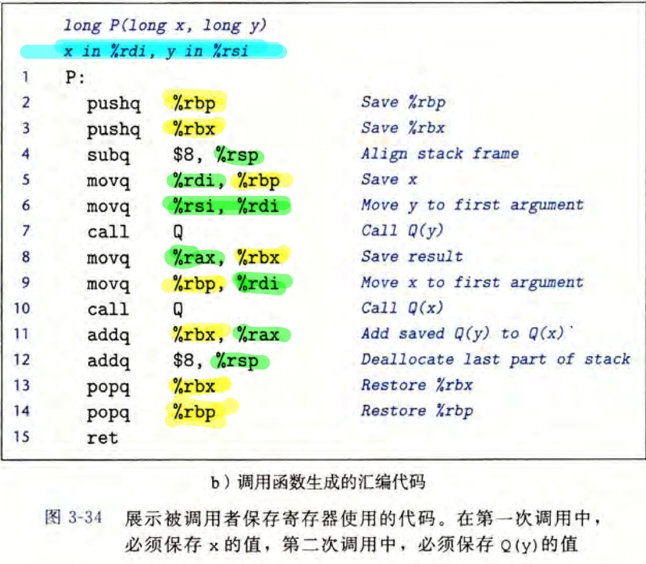 long P(long x, long y)
x in %rdi, y in %rsi
1 P:
2 pushq %rbp Save %rbp
3 pushq %rbx Save %rbx
4 subq $8, %rsp Align stack frame
5 movq %rdi, %rbp Save x
6 movq %rsi, %rdi Move y to first argument
7 call Q Call Q(y)
8 movq %rax, %rbx Save result
9 movq %rbp, %rdi Move x to first argument
10 call Q Call Q(x)
11 addq %rbx, %rax Add saved Q(y) to Q(x)
12 addq $8, %rsp Deallocate last part of stack
13 popq %rbx Restore %rbx
14 popq %rbp Restore %rbp
15 ret
b）调用函数生成的汇编代码
图 3-34 展示被调用者保存寄存器使用的代码。在第一次调用中，
必须保存 x 的值，第二次调用中，必须保存 Q(y)的值